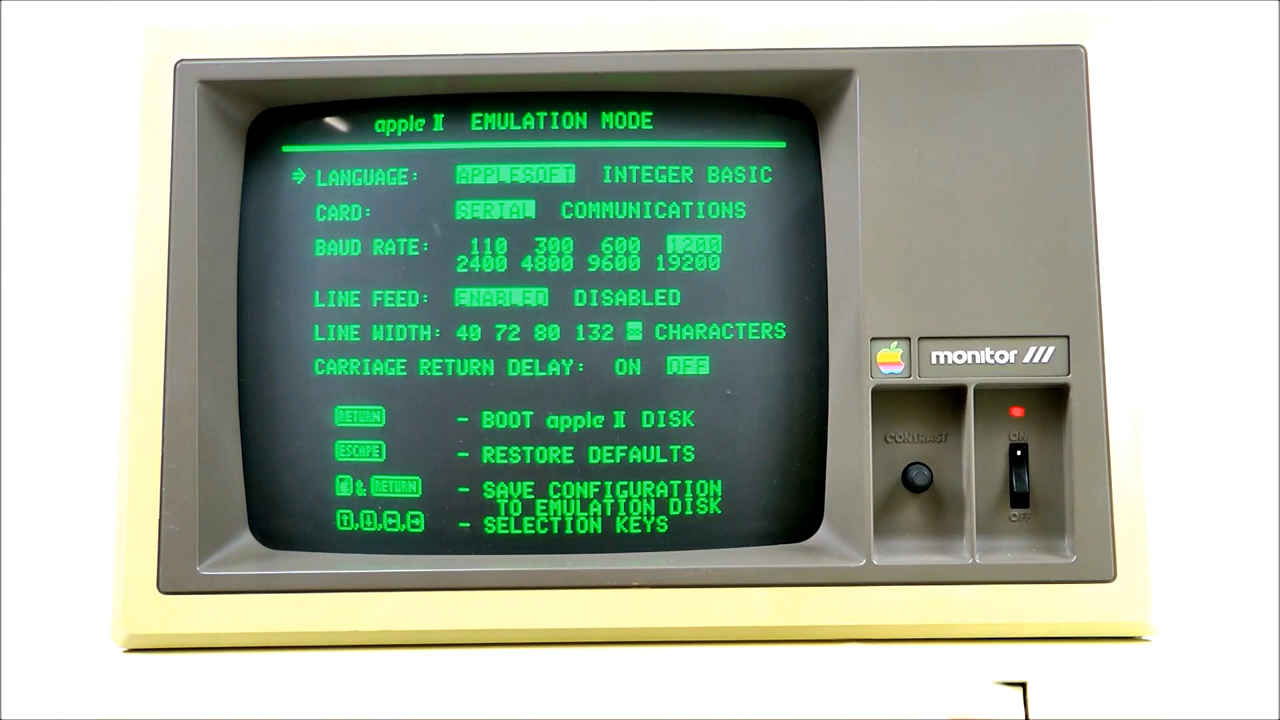 apple II EMULATION MODE
LANGUAGE: APPLESOFT INTEGER BASIC
CARD: SERIAL COMMUNICATIONS
BAUD RATE: 110 300 600 1200
2400 4800 9600 19200
LINE FEED: ENABLED DISABLED
LINE WIDTH: 40 72 80 132 ∞ CHARACTERS
CARRIAGE RETURN DELAY: ON OFF
RETURN - BOOT apple II DISK
ESCAPE - RESTORE DEFAULTS
& RETURN - SAVE CONFIGURATION
TO EMULATION DISK
↑,↓,←,→ - SELECTION KEYS
monitor ///
CONTRAST
ON
OFF